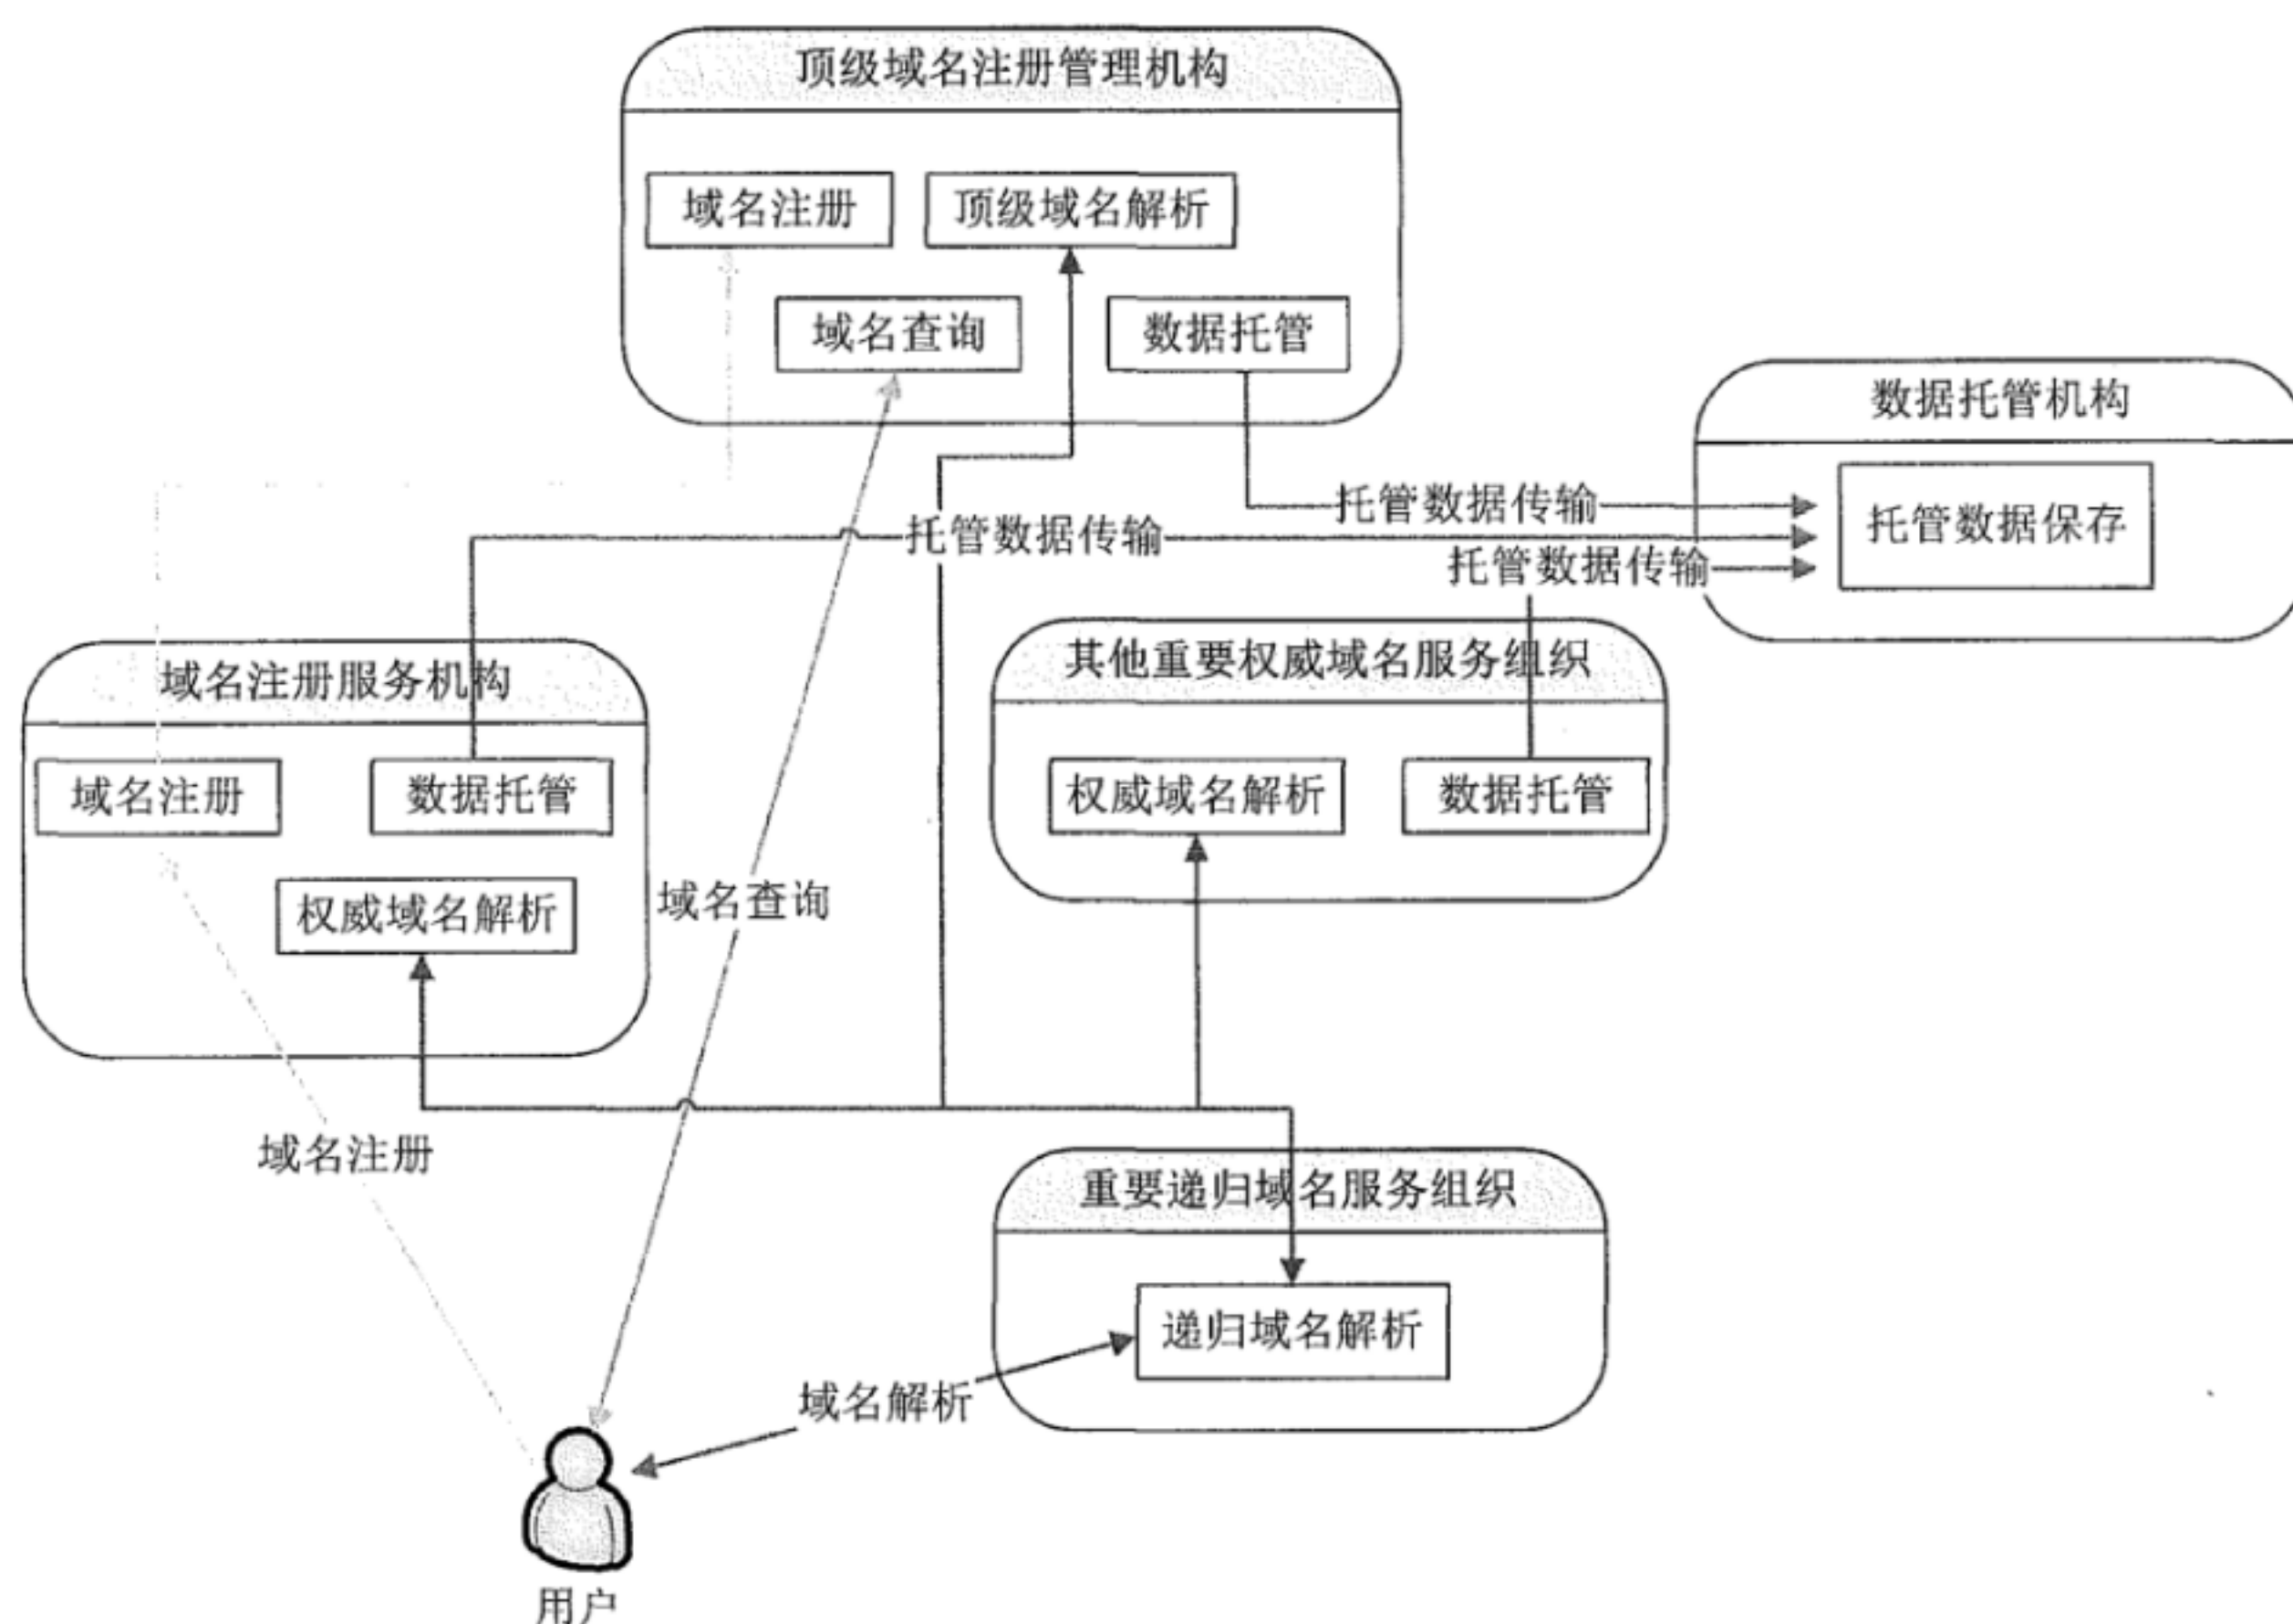 顶级域名注册管理机构
域名注册
顶级域名解析
域名查询
数据托管
数据托管机构
托管数据保存
托管数据传输
托管数据传输
托管数据传输
域名注册服务机构
域名注册
数据托管
权威域名解析
其他重要权威域名服务组织
权威域名解析
数据托管
域名查询
域名注册
重要递归域名服务组织
递归域名解析
域名解析
用户